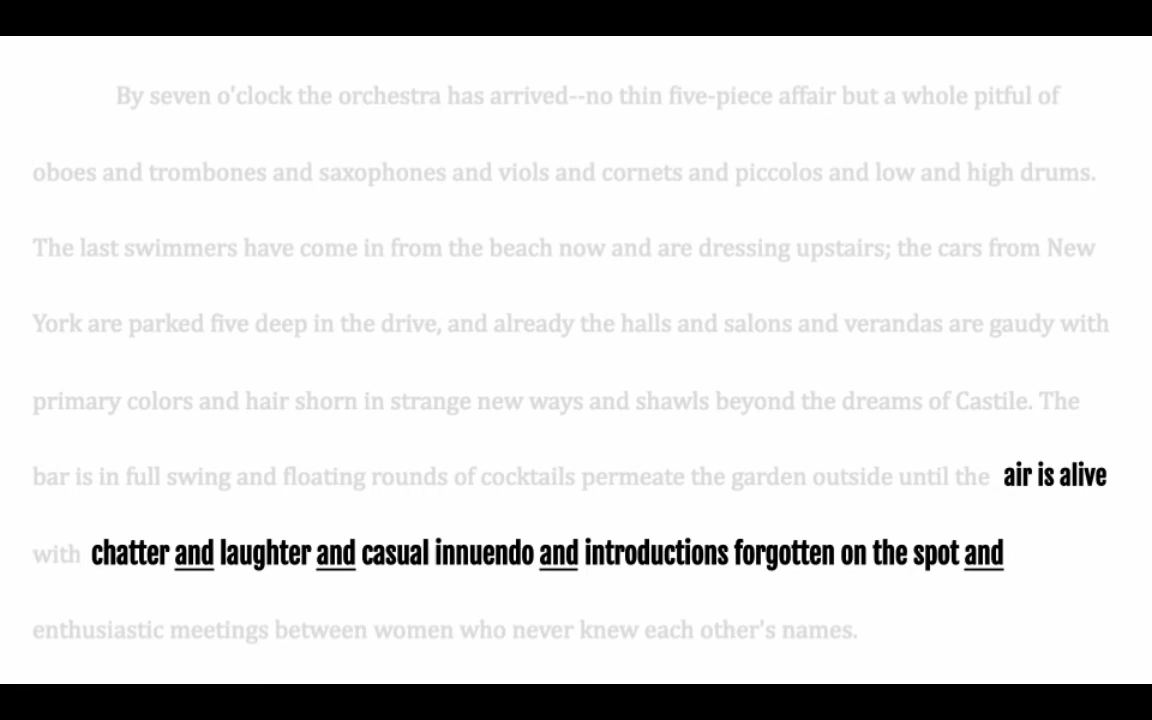 By seven o'clock the orchestra has arrived--no thin five-piece affair but a whole pitful of
oboes and trombones and saxophones and viols and cornets and piccolos and low and high drums.
The last swimmers have come in from the beach now and are dressing upstairs; the cars from New
York are parked five deep in the drive, and already the halls and salons and verandas are gaudy with
primary colors and hair shorn in strange new ways and shawls beyond the dreams of Castile. The
bar is in full swing and floating rounds of cocktails permeate the garden outside until the air is alive
with chatter and laughter and casual innuendo and introductions forgotten on the spot and
enthusiastic meetings between women who never knew each other's names.